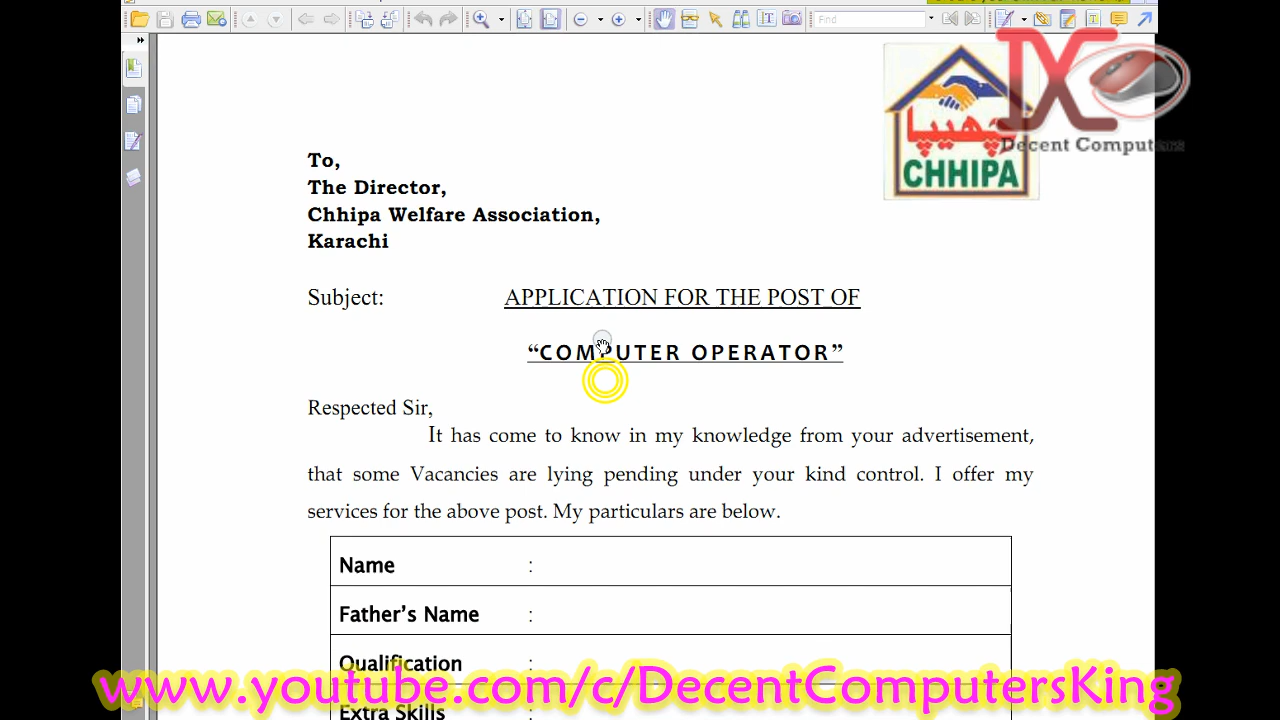 Find
چھیپا
CHHIPA
Decent Computers
To,
The Director,
Chhipa Welfare Association,
Karachi
Subject: APPLICATION FOR THE POST OF
“COMPUTER OPERATOR”
Respected Sir,
It has come to know in my knowledge from your advertisement,
that some Vacancies are lying pending under your kind control. I offer my
services for the above post. My particulars are below.
Name :
Father’s Name :
Qualification :
Extra Skills :
www.youtube.com/c/DecentComputersKing